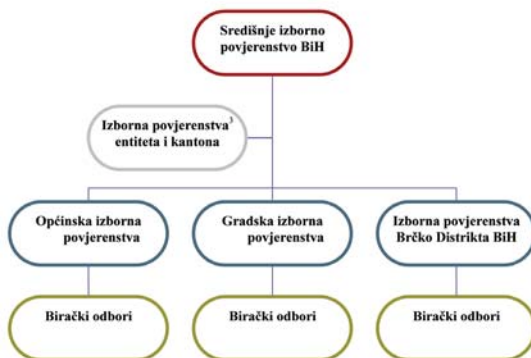 Središnje izborno
povjerenstvo BiH
Izborna povjerenstva³
entiteta i kantona
Općinska izborna
povjerenstva
Gradska izborna
povjerenstva
Izborna povjerenstva
Brčko Distrikta BiH
Birački odbori
Birački odbori
Birački odbori